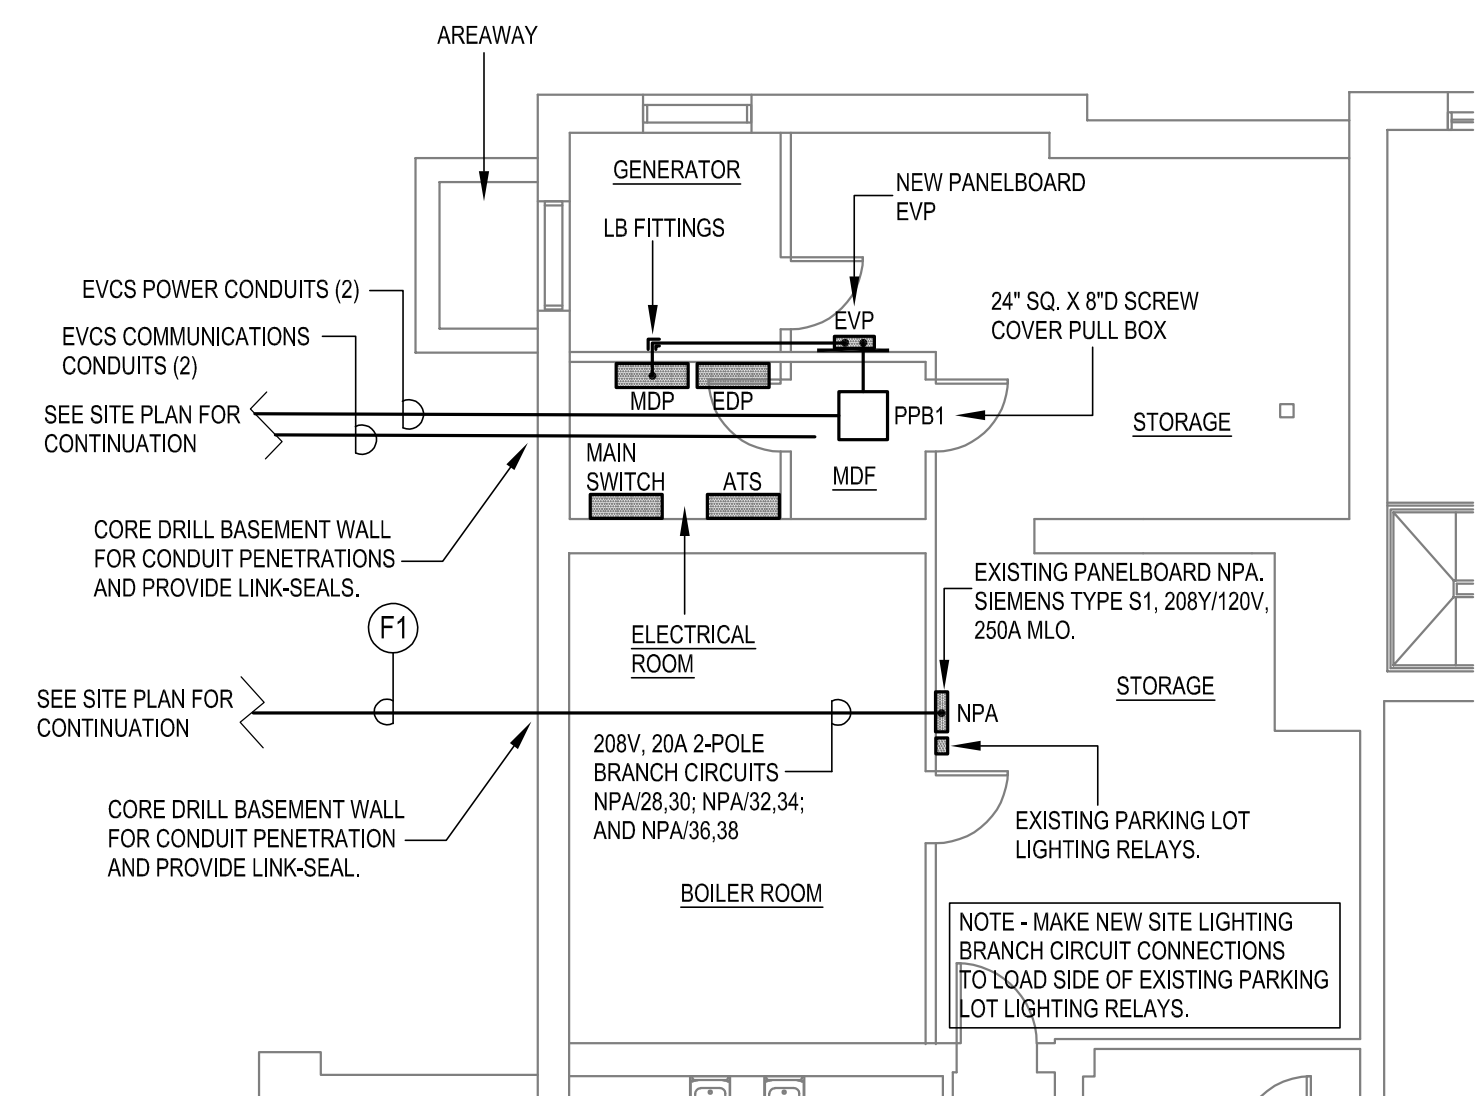 AREAWAY
GENERATOR
NEW PANELBOARD
EVP
LB FITTINGS
EVCS POWER CONDUITS (2)
24" SQ. X 8"D SCREW
COVER PULL BOX
EVP
EVCS COMMUNICATIONS
CONDUITS (2)
MDP
EDP
SEE SITE PLAN FOR
CONTINUATION
PPB1
STORAGE
MAIN
SWITCH
ATS
MDF
CORE DRILL BASEMENT WALL
FOR CONDUIT PENETRATIONS
AND PROVIDE LINK-SEALS.
EXISTING PANELBOARD NPA.
SIEMENS TYPE S1, 208Y/120V,
250A MLO.
F1
ELECTRICAL
ROOM
STORAGE
SEE SITE PLAN FOR
CONTINUATION
NPA
208V, 20A 2-POLE
BRANCH CIRCUITS
NPA/28,30; NPA/32,34;
AND NPA/36,38
CORE DRILL BASEMENT WALL
FOR CONDUIT PENETRATION
AND PROVIDE LINK-SEAL.
EXISTING PARKING LOT
LIGHTING RELAYS.
BOILER ROOM
NOTE - MAKE NEW SITE LIGHTING
BRANCH CIRCUIT CONNECTIONS
TO LOAD SIDE OF EXISTING PARKING
LOT LIGHTING RELAYS.